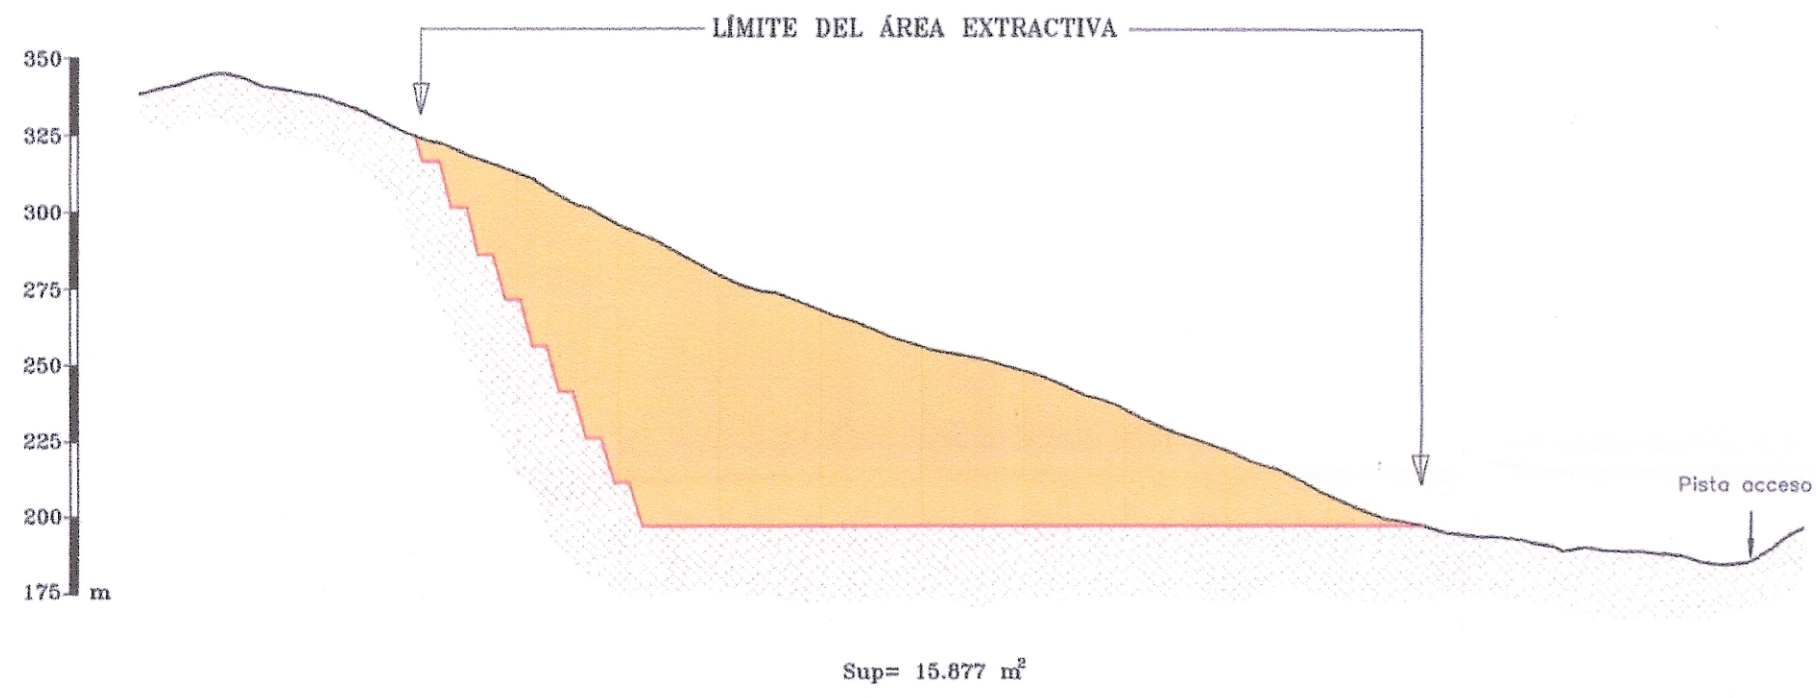 LÍMITE DEL ÁREA EXTRACTIVA
350
325
300
275
250
225
200
175 m
Pista acceso
Sup= 15.877 m²